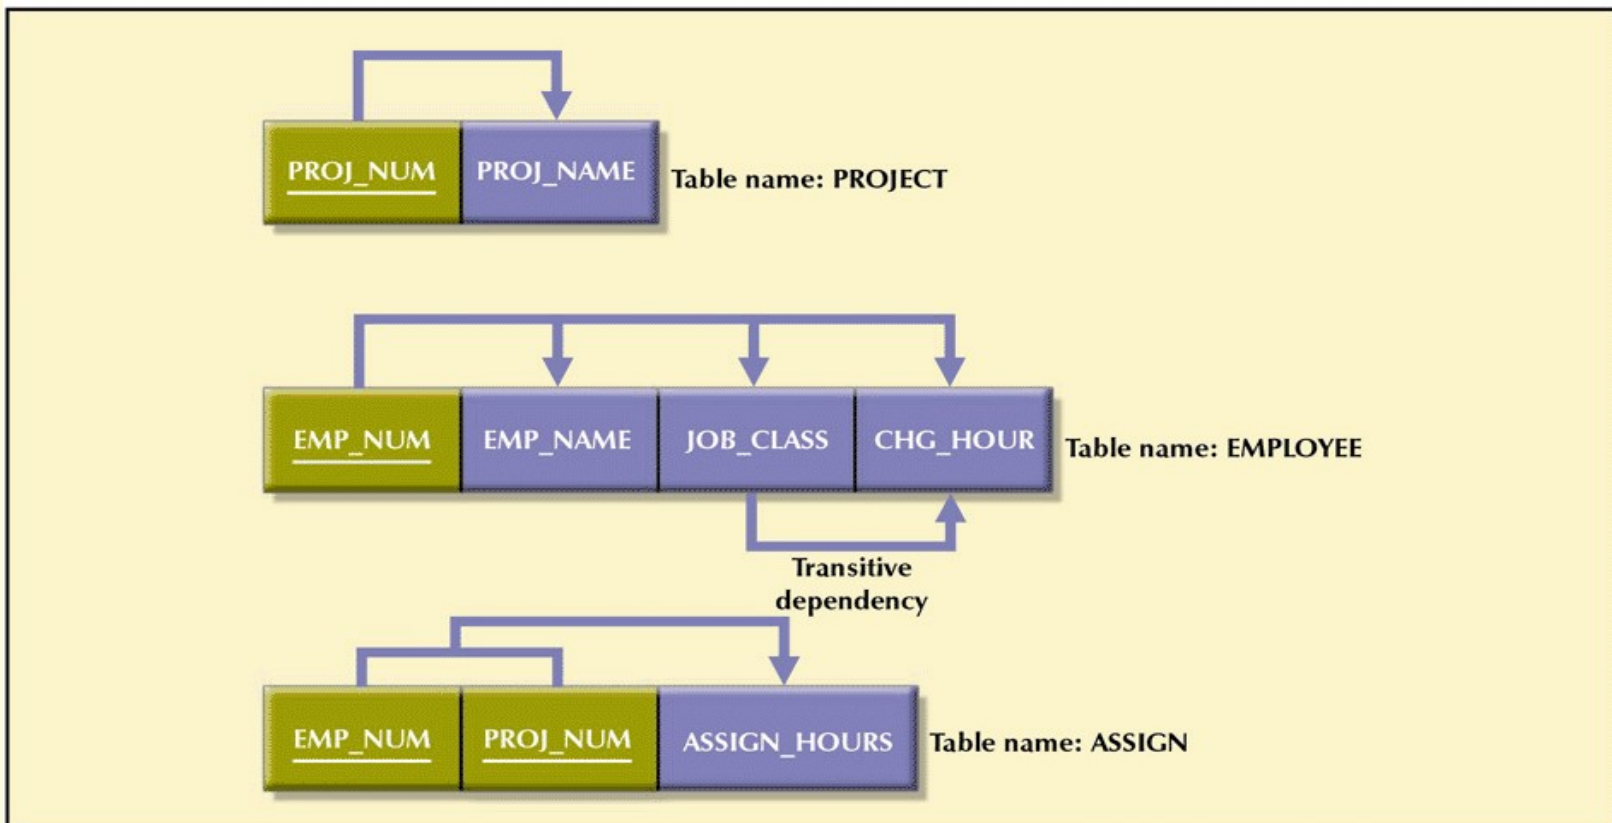 PROJ_NUM PROJ_NAME Table name: PROJECT
EMP_NUM EMP_NAME JOB_CLASS CHG_HOUR Table name: EMPLOYEE
Transitive
dependency
EMP_NUM PROJ_NUM ASSIGN_HOURS Table name: ASSIGN